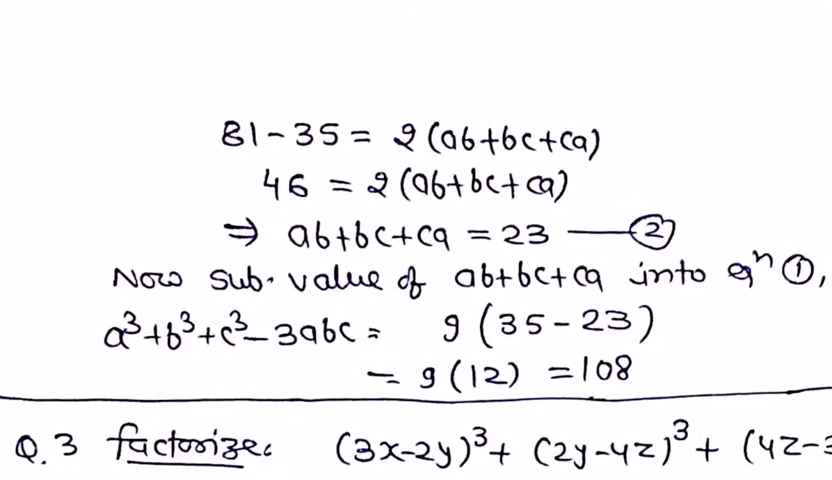 81-35 = 2(ab+bc+ca)
46 = 2(ab+bc+ca)
⇒ ab+bc+ca = 23 —— ②
Now sub. value of ab+bc+ca into eqⁿ ①,
a³+b³+c³-3abc = 9(35-23)
= 9(12) = 108
Q.3 factorize. (3x-2y)³+ (2y-4z)³+ (4z-3